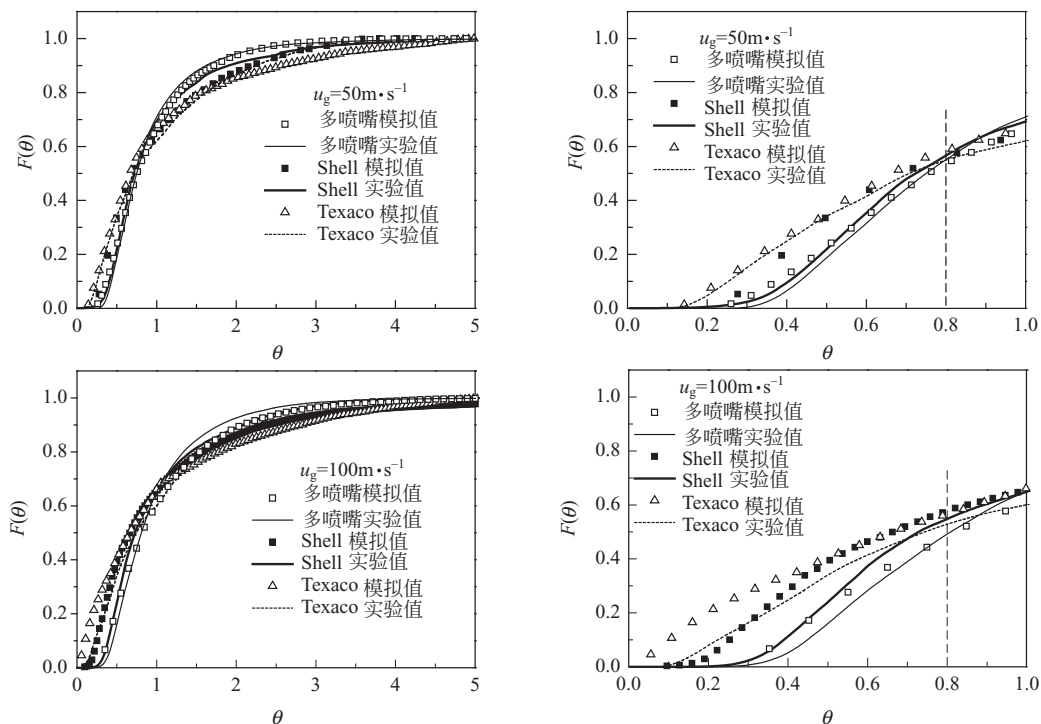 1.0
0.8
0.6
0.4
0.2
0.0
F(θ)
0 1 2 3 4 5
θ
u_g=50m·s⁻¹
多喷嘴模拟值
多喷嘴实验值
Shell 模拟值
Shell 实验值
Texaco 模拟值
Texaco 实验值
1.0
0.8
0.6
0.4
0.2
0.0
F(θ)
0.0 0.2 0.4 0.6 0.8 1.0
θ
u_g=50m·s⁻¹
多喷嘴模拟值
多喷嘴实验值
Shell 模拟值
Shell 实验值
Texaco 模拟值
Texaco 实验值
1.0
0.8
0.6
0.4
0.2
0.0
F(θ)
0 1 2 3 4 5
θ
u_g=100m·s⁻¹
多喷嘴模拟值
多喷嘴实验值
Shell 模拟值
Shell 实验值
Texaco 模拟值
Texaco 实验值
1.0
0.8
0.6
0.4
0.2
0.0
F(θ)
0.0 0.2 0.4 0.6 0.8 1.0
θ
u_g=100m·s⁻¹
多喷嘴模拟值
多喷嘴实验值
Shell 模拟值
Shell 实验值
Texaco 模拟值
Texaco 实验值